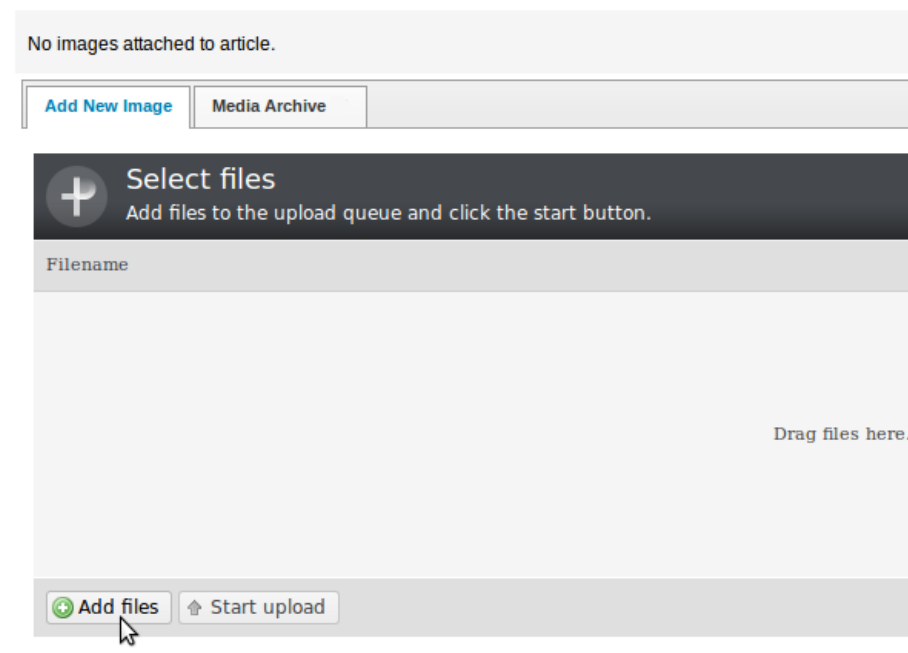 No images attached to article.
Add New Image
Media Archive
Select files
Add files to the upload queue and click the start button.
Filename
Drag files here.
Add files
Start upload